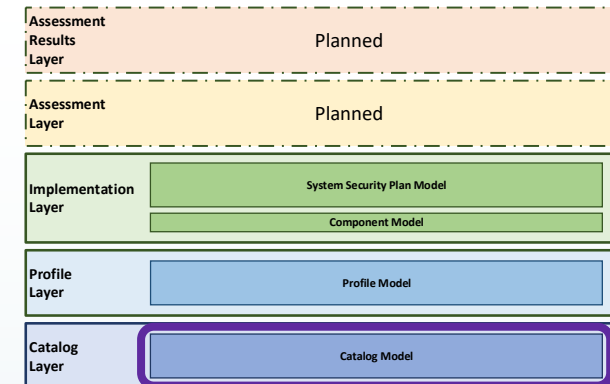 Assessment
Results
Layer
Planned
Assessment
Layer
Planned
Implementation
Layer
System Security Plan Model
Component Model
Profile
Layer
Profile Model
Catalog
Layer
Catalog Model